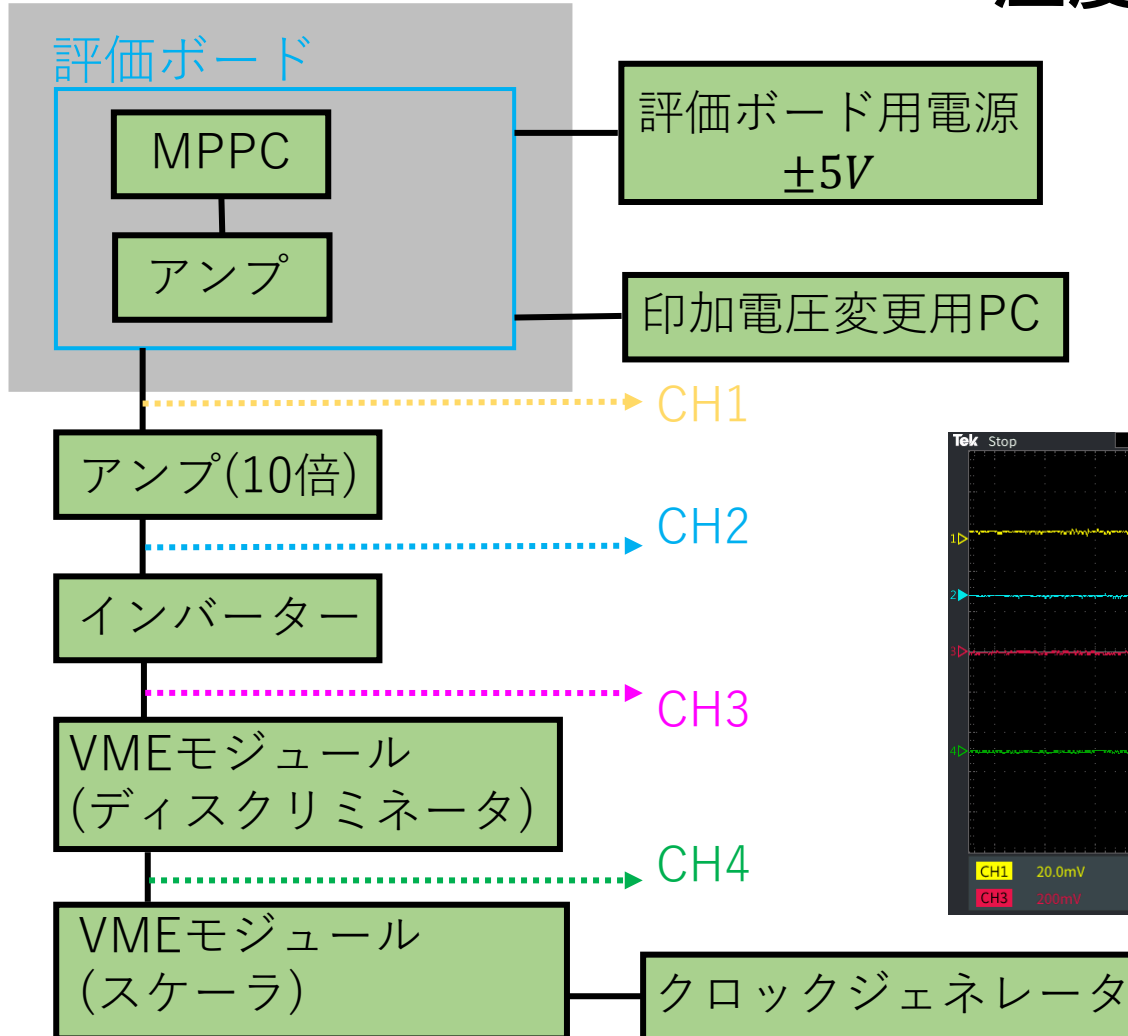 評価ボード
MPPC
アンプ
評価ボード用電源
±5V
印加電圧変更用PC
CH1
アンプ(10倍)
CH2
インバーター
CH3
VMEモジュール
(ディスクリミネータ)
CH4
VMEモジュール
(スケーラ)
クロックジェネレータ
Tek Stop
1
2
3
4
CH1 20.0mV
CH3 200mV